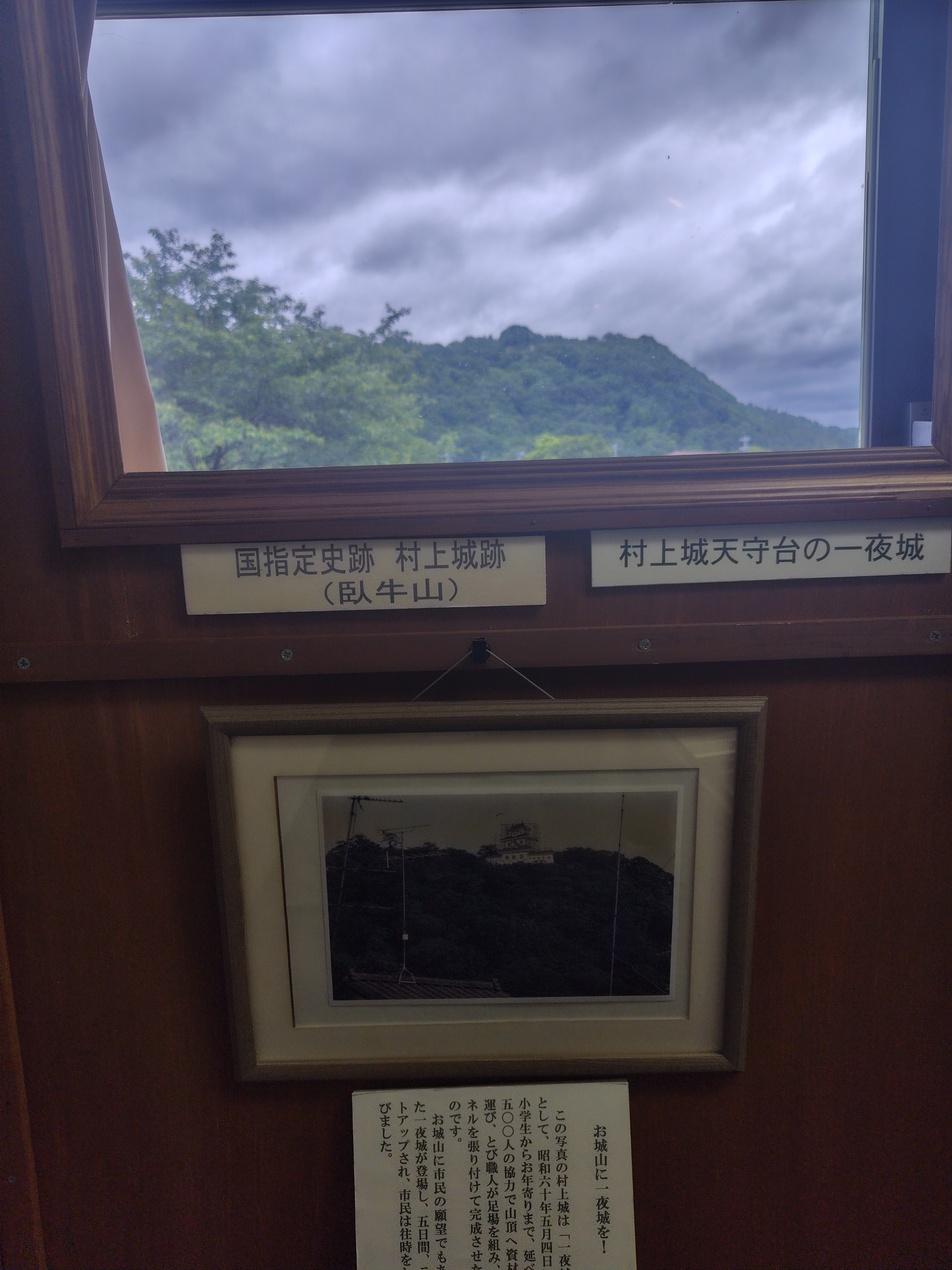 国指定史跡 村上城跡
(臥牛山)
村上城天守台の一夜城
お城山に一夜城を!
この写真の村上城は「一夜
として、昭和六十年五月四日
小学生からお年寄りまで、延べ
五〇〇人の協力で山頂へ資材
運び、とび職人が足場を組み、
ネルを張り付けて完成させた
のです。
お城山に市民の願望でも
た一夜城が登場し、五日間、
トアップされ、市民は往時を
びました。